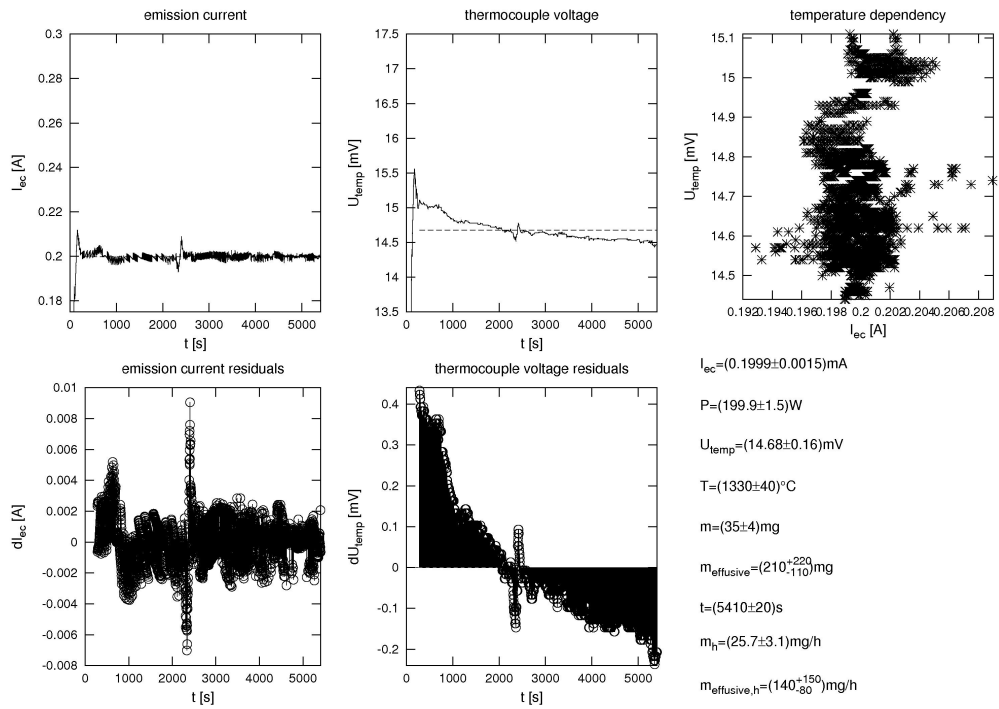 emission current
0.3
0.28
0.26
0.24
0.22
0.2
0.18
I_ec [A]
0 1000 2000 3000 4000 5000
t [s]
thermocouple voltage
17.5
17
16.5
16
15.5
15
14.5
14
13.5
U_temp [mV]
0 1000 2000 3000 4000 5000
t [s]
temperature dependency
15.1
15
14.9
14.8
14.7
14.6
14.5
U_temp [mV]
0.192 0.194 0.196 0.198 0.2 0.202 0.204 0.206 0.208
I_ec [A]
emission current residuals
0.01
0.008
0.006
0.004
0.002
0
-0.002
-0.004
-0.006
-0.008
dI_ec [A]
0 1000 2000 3000 4000 5000
t [s]
thermocouple voltage residuals
0.4
0.3
0.2
0.1
0
-0.1
-0.2
dU_temp [mV]
0 1000 2000 3000 4000 5000
t [s]
I_ec=(0.1999±0.0015)mA
P=(199.9±1.5)W
U_temp=(14.68±0.16)mV
T=(1330±40)°C
m=(35±4)mg
m_effusive=(210+220-110)mg
t=(5410±20)s
m_h=(25.7±3.1)mg/h
m_effusive,h=(140+150-80)mg/h